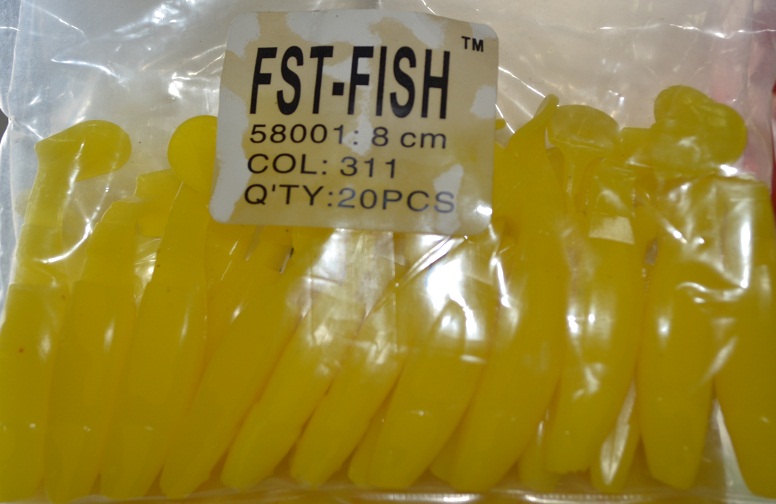 FST-FISH™
58001: 8 cm
COL: 311
Q'TY:20PCS